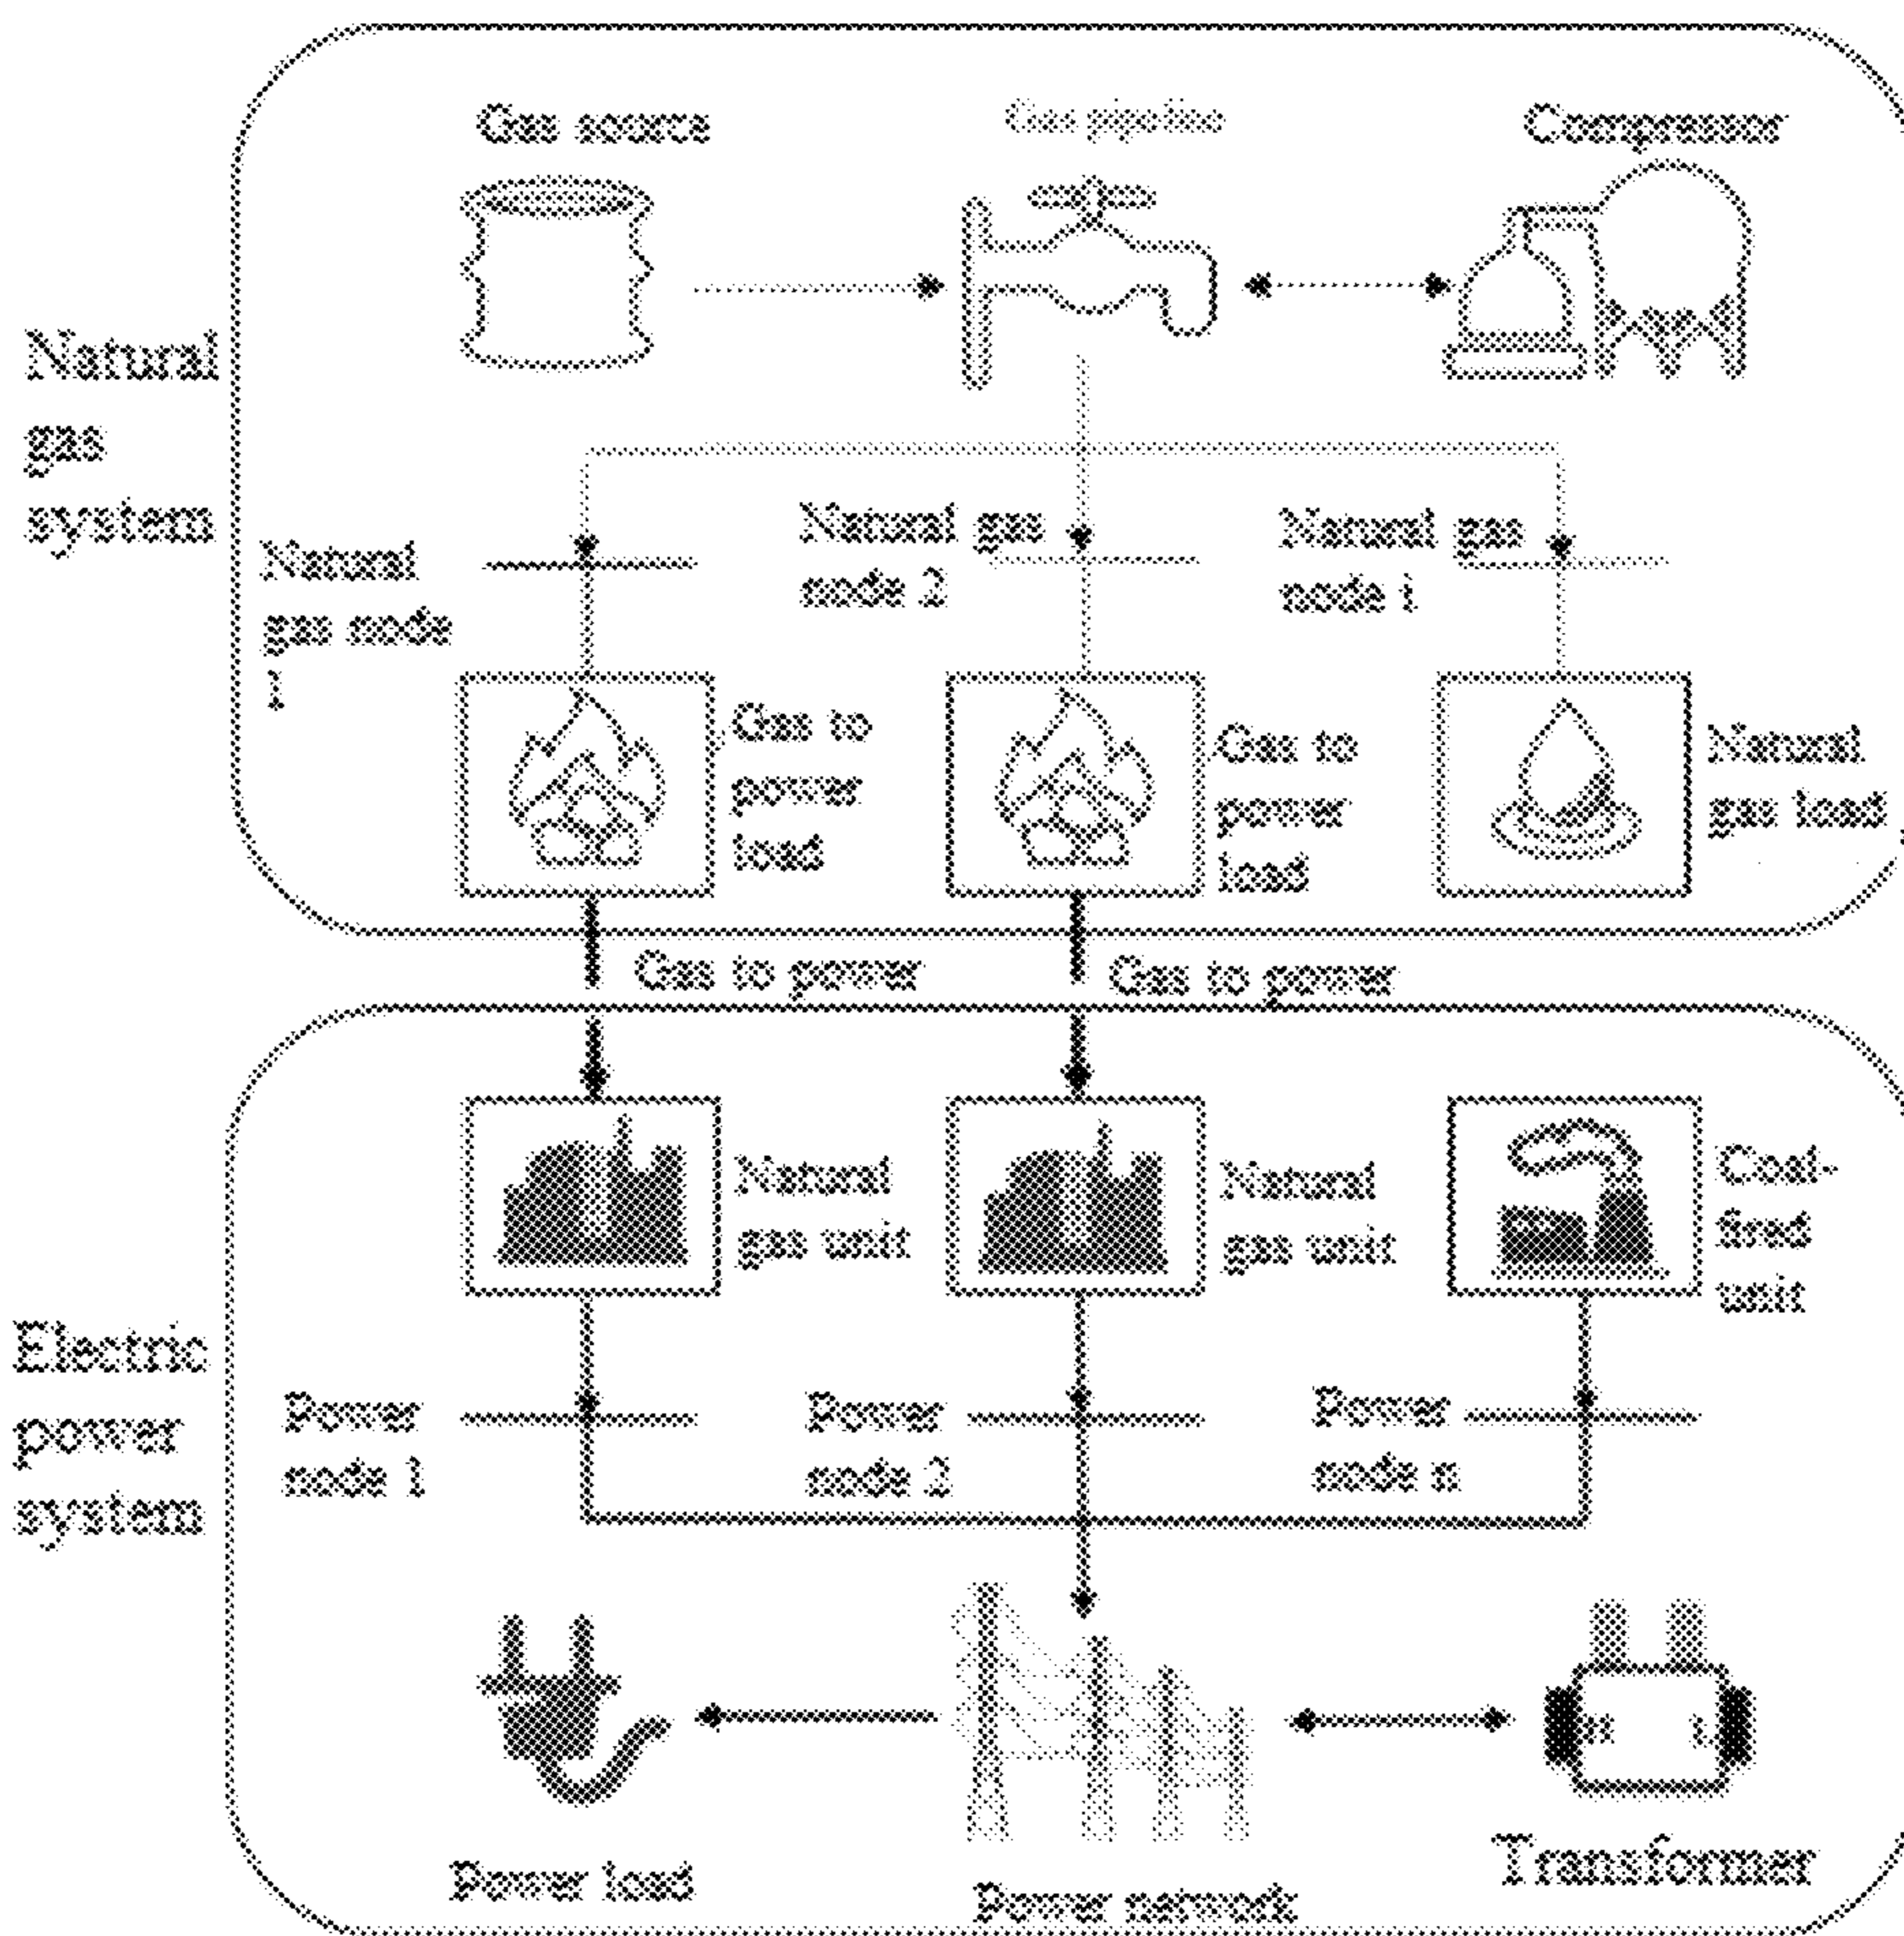 Gas source
Gas pipeline
Compressor
Natural
gas
system
Natural
gas node
1
Natural gas
node 2
Natural gas
node i
Gas to
power
load
Gas to
power
load
Natural
gas load
Gas to power
Gas to power
Natural
gas unit
Natural
gas unit
Coal-
fired
unit
Electric
power
system
Power
node 1
Power
node 2
Power
node n
Power load
Power network
Transformer